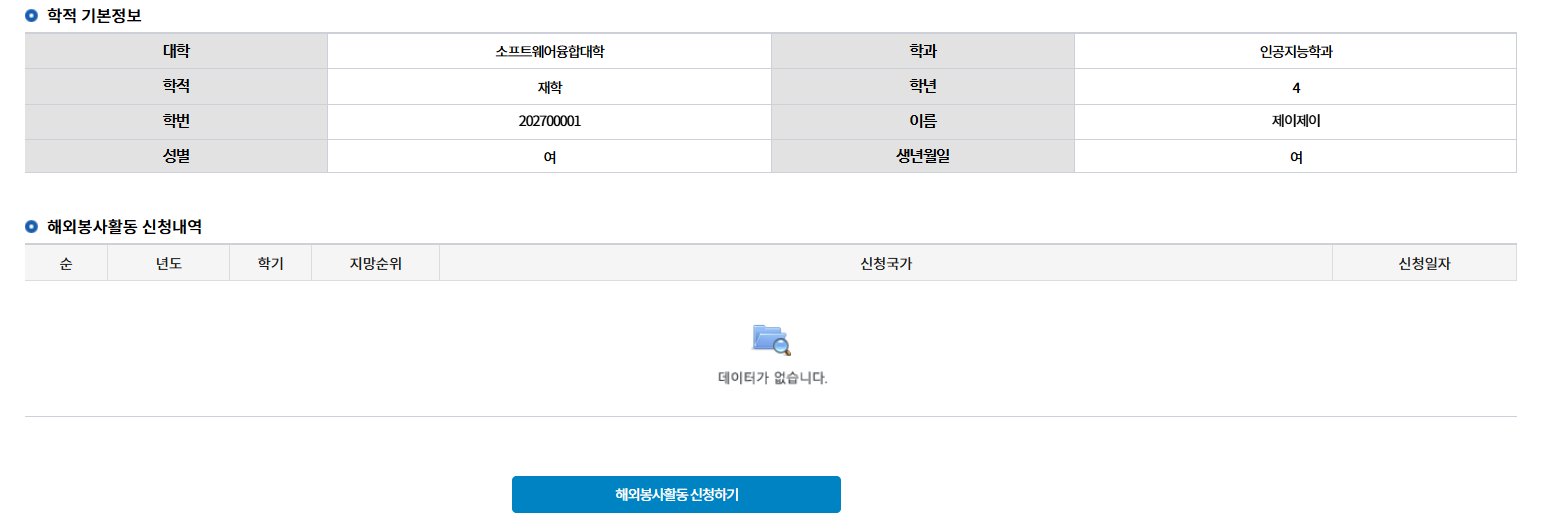 학적 기본정보
대학 소프트웨어융합대학 학과 인공지능학과
학적 재학 학년 4
학번 202700001 이름 제이제이
성별 여 생년월일 여
해외봉사활동 신청내역
순 년도 학기 지망순위 신청국가 신청일자
데이터가 없습니다.
해외봉사활동 신청하기